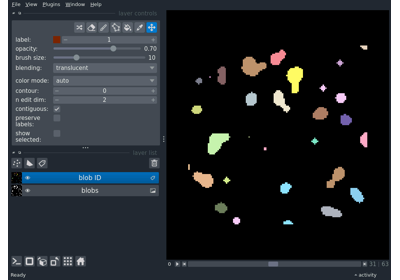 File View Plugins Window Help
layer controls
label: 1
opacity: 0.70
brush size: 10
blending: translucent
color mode: auto
contour: 0
n edit dim: 2
contiguous:
preserve
labels:
show
selected:
layer list
blob ID
blobs
31 63
Ready
activity